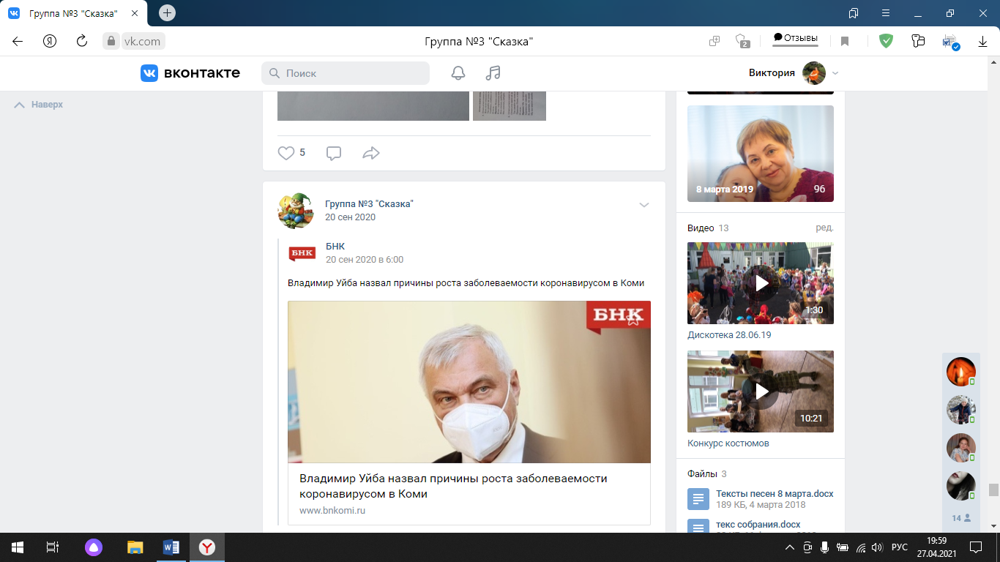 Группа №3 "Сказка"
vk.com
Группа №3 "Сказка"
2
Отзывы
вконтакте
Поиск
Виктория
Наверх
5
Группа №3 "Сказка"
20 сен 2020
БНК
БНК
20 сен 2020 в 6:00
Владимир Уйба назвал причины роста заболеваемости коронавирусом в Коми
БНК
Владимир Уйба назвал причины роста заболеваемости
коронавирусом в Коми
www.bnkomi.ru
8 марта 2019
96
Видео 13
ред.
1:30
Дискотека 28.06.19
10:21
Конкурс костюмов
Файлы 3
Тексты песен 8 марта.docx
189 КБ, 4 марта 2018
текс собрания.docx
14
РУС
19:59
27.04.2021